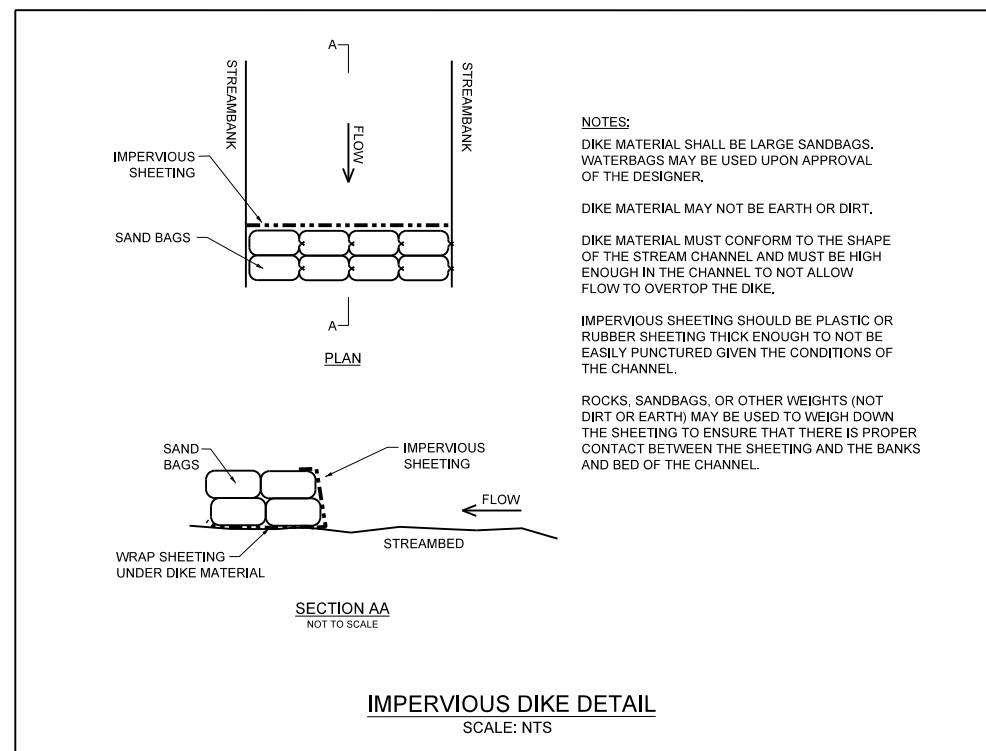 A
STREAMBANK
STREAMBANK
FLOW
IMPERVIOUS
SHEETING
SAND BAGS
A
PLAN
NOTES:
DIKE MATERIAL SHALL BE LARGE SANDBAGS.
WATERBAGS MAY BE USED UPON APPROVAL
OF THE DESIGNER.
DIKE MATERIAL MAY NOT BE EARTH OR DIRT.
DIKE MATERIAL MUST CONFORM TO THE SHAPE
OF THE STREAM CHANNEL AND MUST BE HIGH
ENOUGH IN THE CHANNEL TO NOT ALLOW
FLOW TO OVERTOP THE DIKE.
IMPERVIOUS SHEETING SHOULD BE PLASTIC OR
RUBBER SHEETING THICK ENOUGH TO NOT BE
EASILY PUNCTURED GIVEN THE CONDITIONS OF
THE CHANNEL.
ROCKS, SANDBAGS, OR OTHER WEIGHTS (NOT
DIRT OR EARTH) MAY BE USED TO WEIGH DOWN
THE SHEETING TO ENSURE THAT THERE IS PROPER
CONTACT BETWEEN THE SHEETING AND THE BANKS
AND BED OF THE CHANNEL.
SAND
BAGS
IMPERVIOUS
SHEETING
FLOW
STREAMBED
WRAP SHEETING
UNDER DIKE MATERIAL
SECTION AA
NOT TO SCALE
IMPERVIOUS DIKE DETAIL
SCALE: NTS